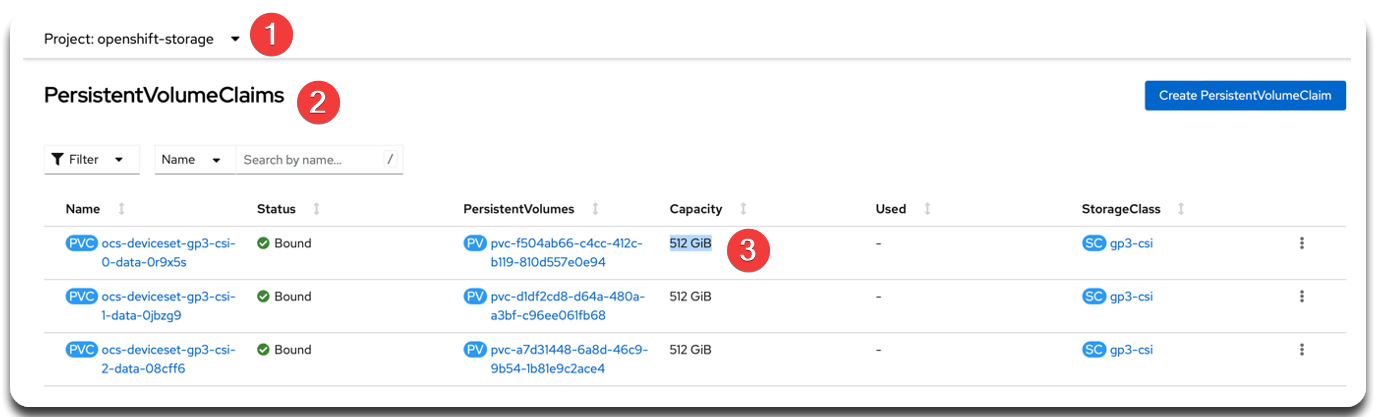 Project: openshift-storage 1
PersistentVolumeClaims 2
Create PersistentVolumeClaim
Filter Name Search by name... /
Name Status PersistentVolumes Capacity Used StorageClass
PVC ocs-deviceset-gp3-csi- Bound PV pvc-f504ab66-c4cc-412c- 512 GiB 3 - SC gp3-csi
0-data-0r9x5s b119-810d557e0e94
PVC ocs-deviceset-gp3-csi- Bound PV pvc-d1df2cd8-d64a-480a- 512 GiB - SC gp3-csi
1-data-0jbzg9 a3bf-c96ee061fb68
PVC ocs-deviceset-gp3-csi- Bound PV pvc-a7d31448-6a8d-46c9- 512 GiB - SC gp3-csi
2-data-08cff6 9b54-1b81e9c2ace4